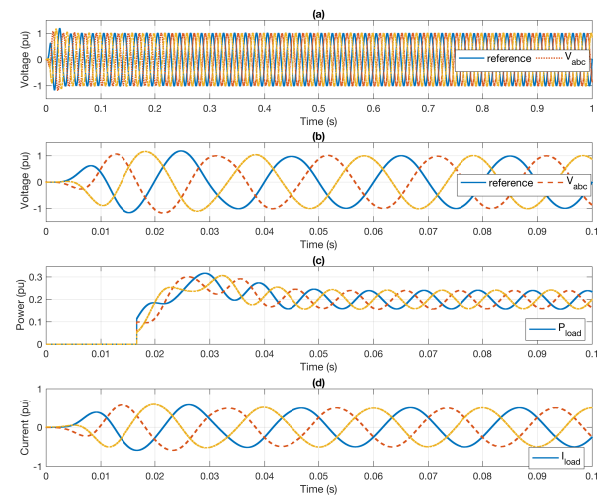 (a)
Voltage (pu)
1
0
-1
reference V_abc
0 0.1 0.2 0.3 0.4 0.5 0.6 0.7 0.8 0.9 1
Time (s)
(b)
Voltage (pu)
1
0
-1
reference V_abc
0 0.01 0.02 0.03 0.04 0.05 0.06 0.07 0.08 0.09 0.1
Time (s)
(c)
Power (pu)
0.3
0.2
0.1
0
P_load
0 0.01 0.02 0.03 0.04 0.05 0.06 0.07 0.08 0.09 0.1
Time (s)
(d)
Current (pu)
1
0
-1
I_load
0 0.01 0.02 0.03 0.04 0.05 0.06 0.07 0.08 0.09 0.1
Time (s)